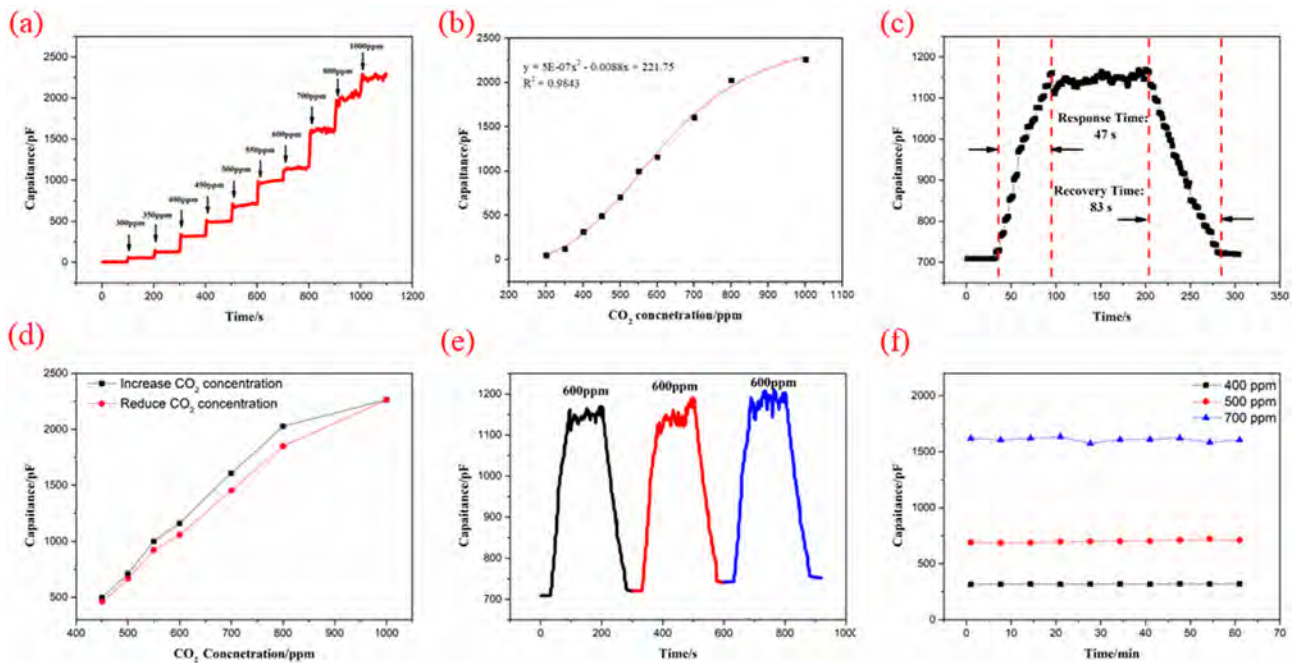 (a)
2500
2000
1500
1000
500
0
Capaitance/pF
300ppm
350ppm
400ppm
450ppm
500ppm
550ppm
600ppm
700ppm
800ppm
1000ppm
0 200 400 600 800 1000 1200
Time/s
(b)
2500
2000
1500
1000
500
0
Capaitance/pF
y = 5E-07x² - 0.0088x + 221.75
R² = 0.9843
200 300 400 500 600 700 800 900 1000 1100
CO₂ concnetration/ppm
(c)
1200
1100
1000
900
800
700
Capaitance/pF
Response Time:
47 s
Recovery Time:
83 s
0 50 100 150 200 250 300 350
Time/s
(d)
2500
2000
1500
1000
500
Capaitance/pF
Increase CO₂ concentration
Reduce CO₂ concentration
400 500 600 700 800 900 1000
CO₂ Concnetration/ppm
(e)
1200
1100
1000
900
800
700
Capaitance/pF
600ppm
600ppm
600ppm
0 200 400 600 800 1000
Time/s
(f)
2000
1500
1000
500
0
Capaitance/pF
400 ppm
500 ppm
700 ppm
0 10 20 30 40 50 60 70
Time/min